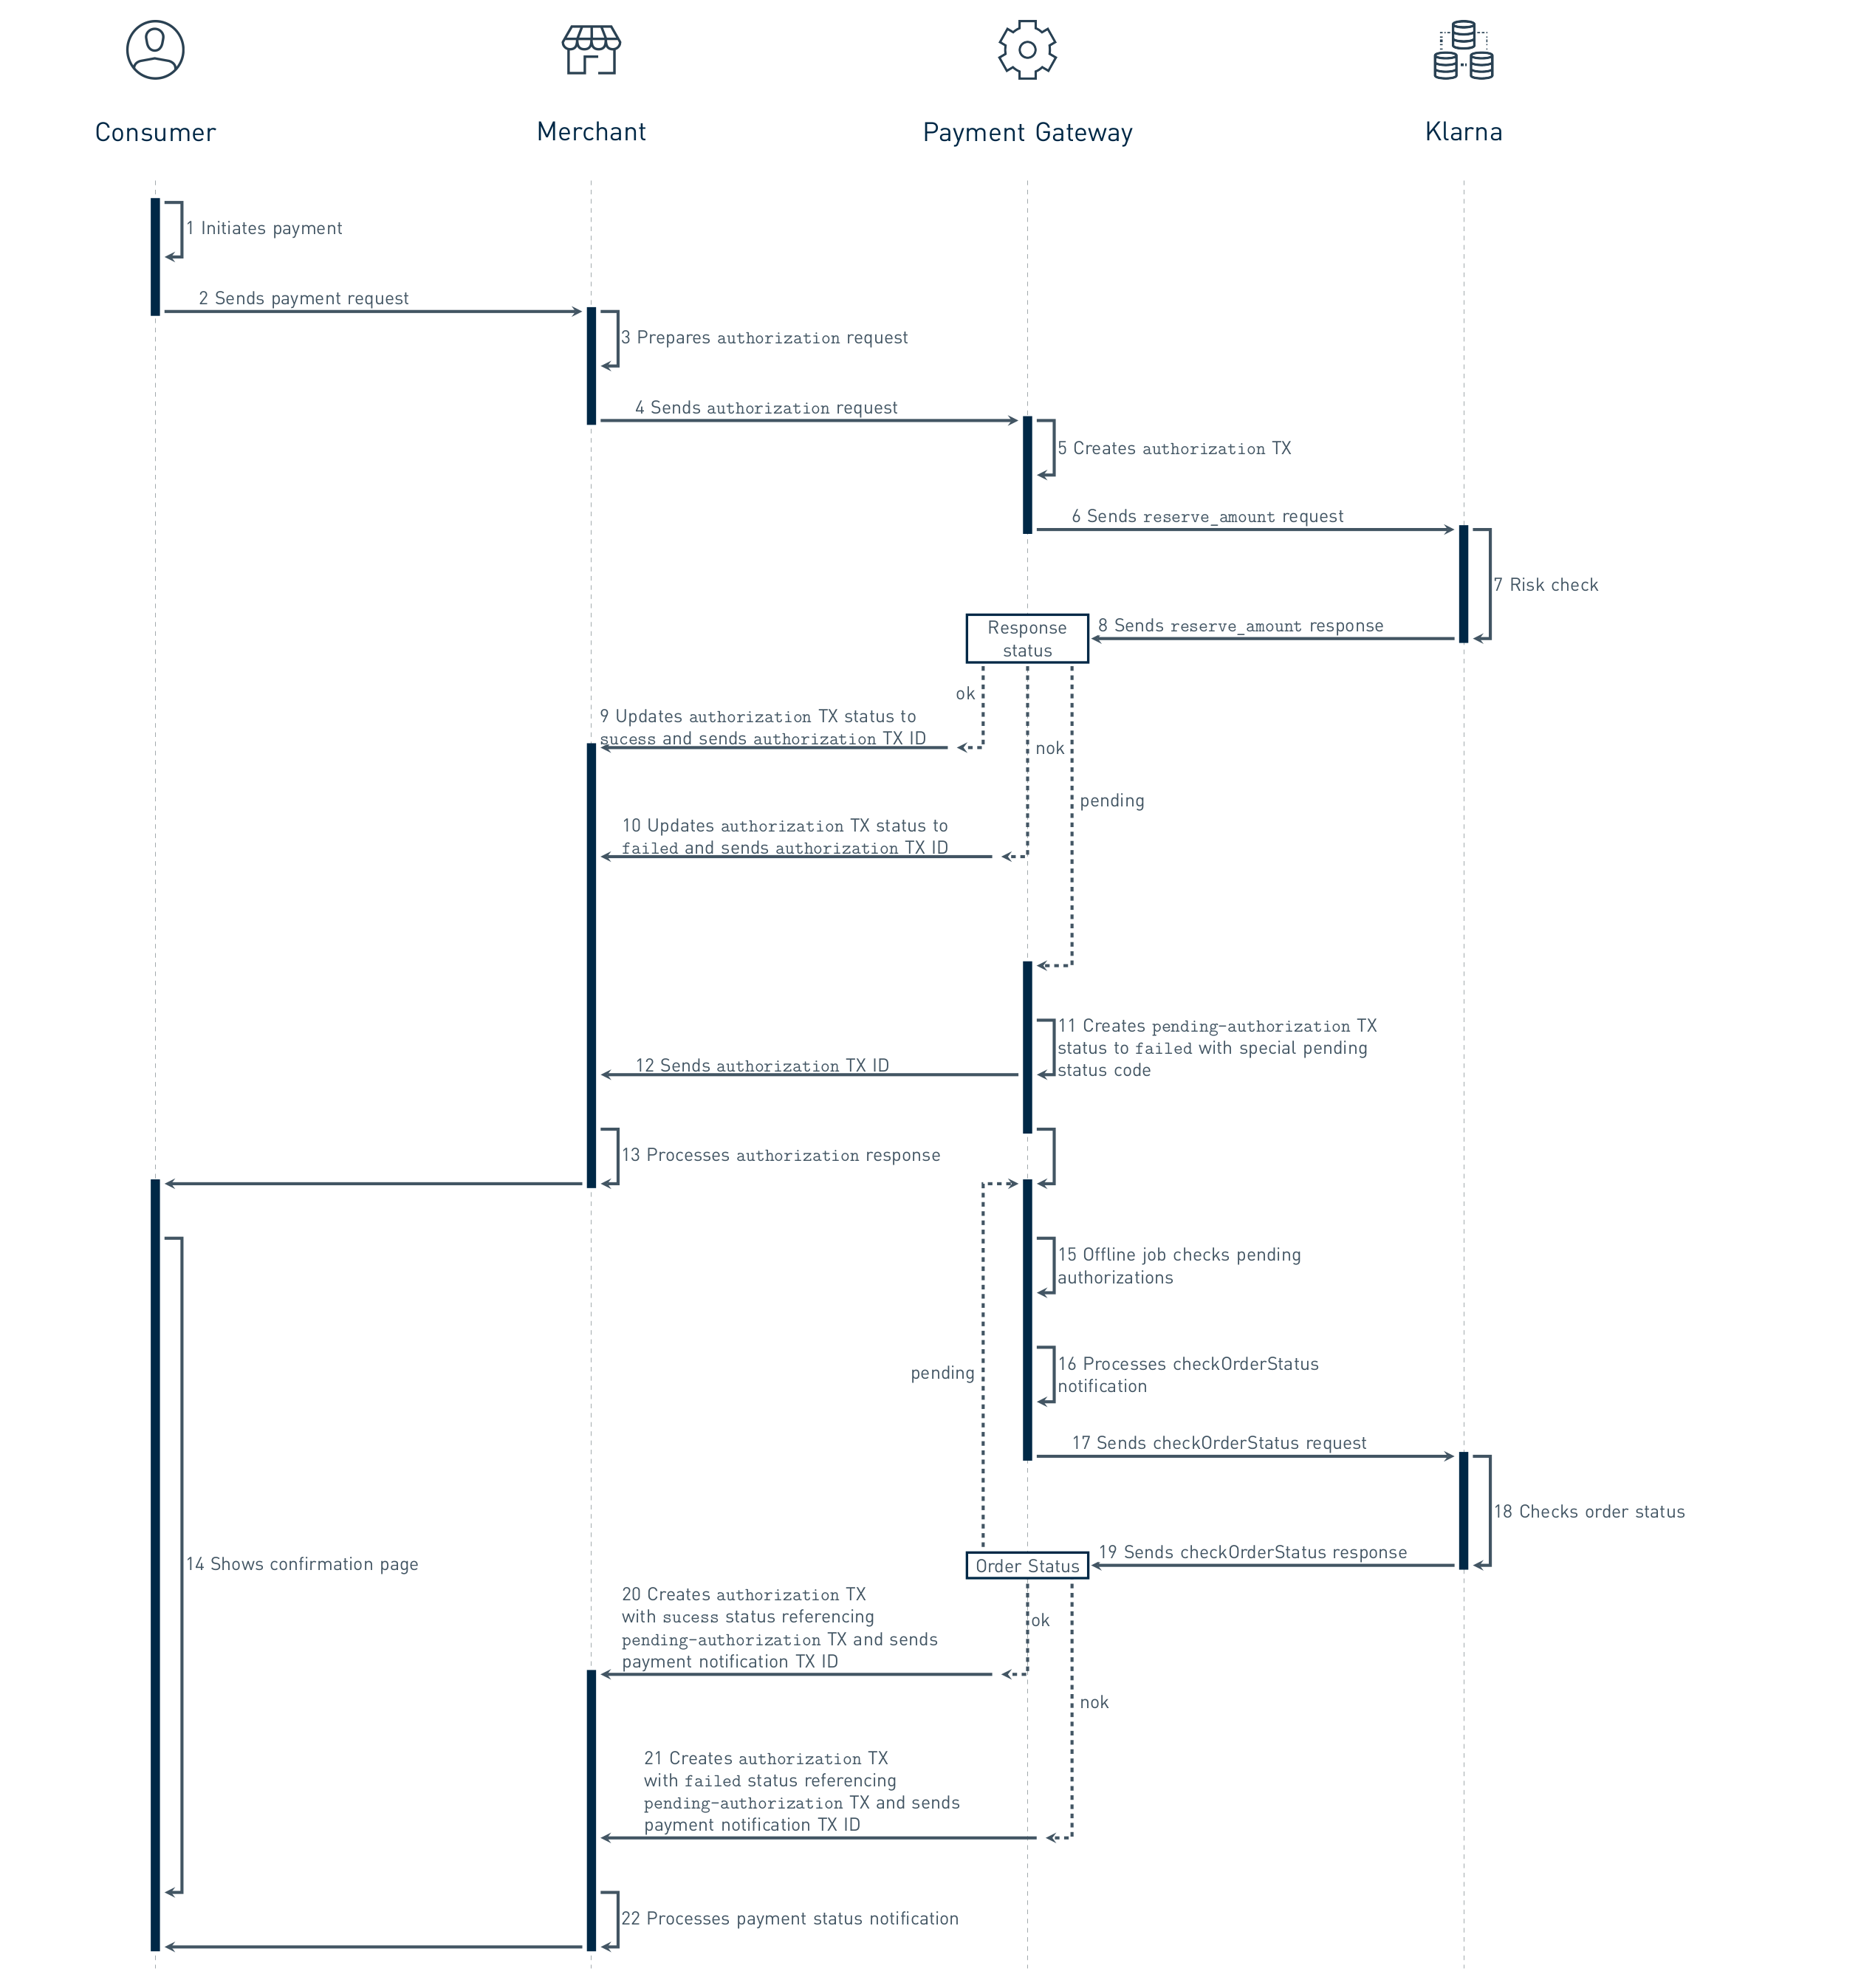 Consumer
Merchant
Payment Gateway
Klarna
1 Initiates payment
2 Sends payment request
3 Prepares authorization request
4 Sends authorization request
5 Creates authorization TX
6 Sends reserve_amount request
7 Risk check
Response
status
8 Sends reserve_amount response
ok
9 Updates authorization TX status to
sucess and sends authorization TX ID
nok
pending
10 Updates authorization TX status to
failed and sends authorization TX ID
11 Creates pending-authorization TX
status to failed with special pending
status code
12 Sends authorization TX ID
13 Processes authorization response
15 Offline job checks pending
authorizations
pending
16 Processes checkOrderStatus
notification
17 Sends checkOrderStatus request
18 Checks order status
14 Shows confirmation page
Order Status
19 Sends checkOrderStatus response
20 Creates authorization TX
with sucess status referencing
pending-authorization TX and sends
payment notification TX ID
ok
nok
21 Creates authorization TX
with failed status referencing
pending-authorization TX and sends
payment notification TX ID
22 Processes payment status notification